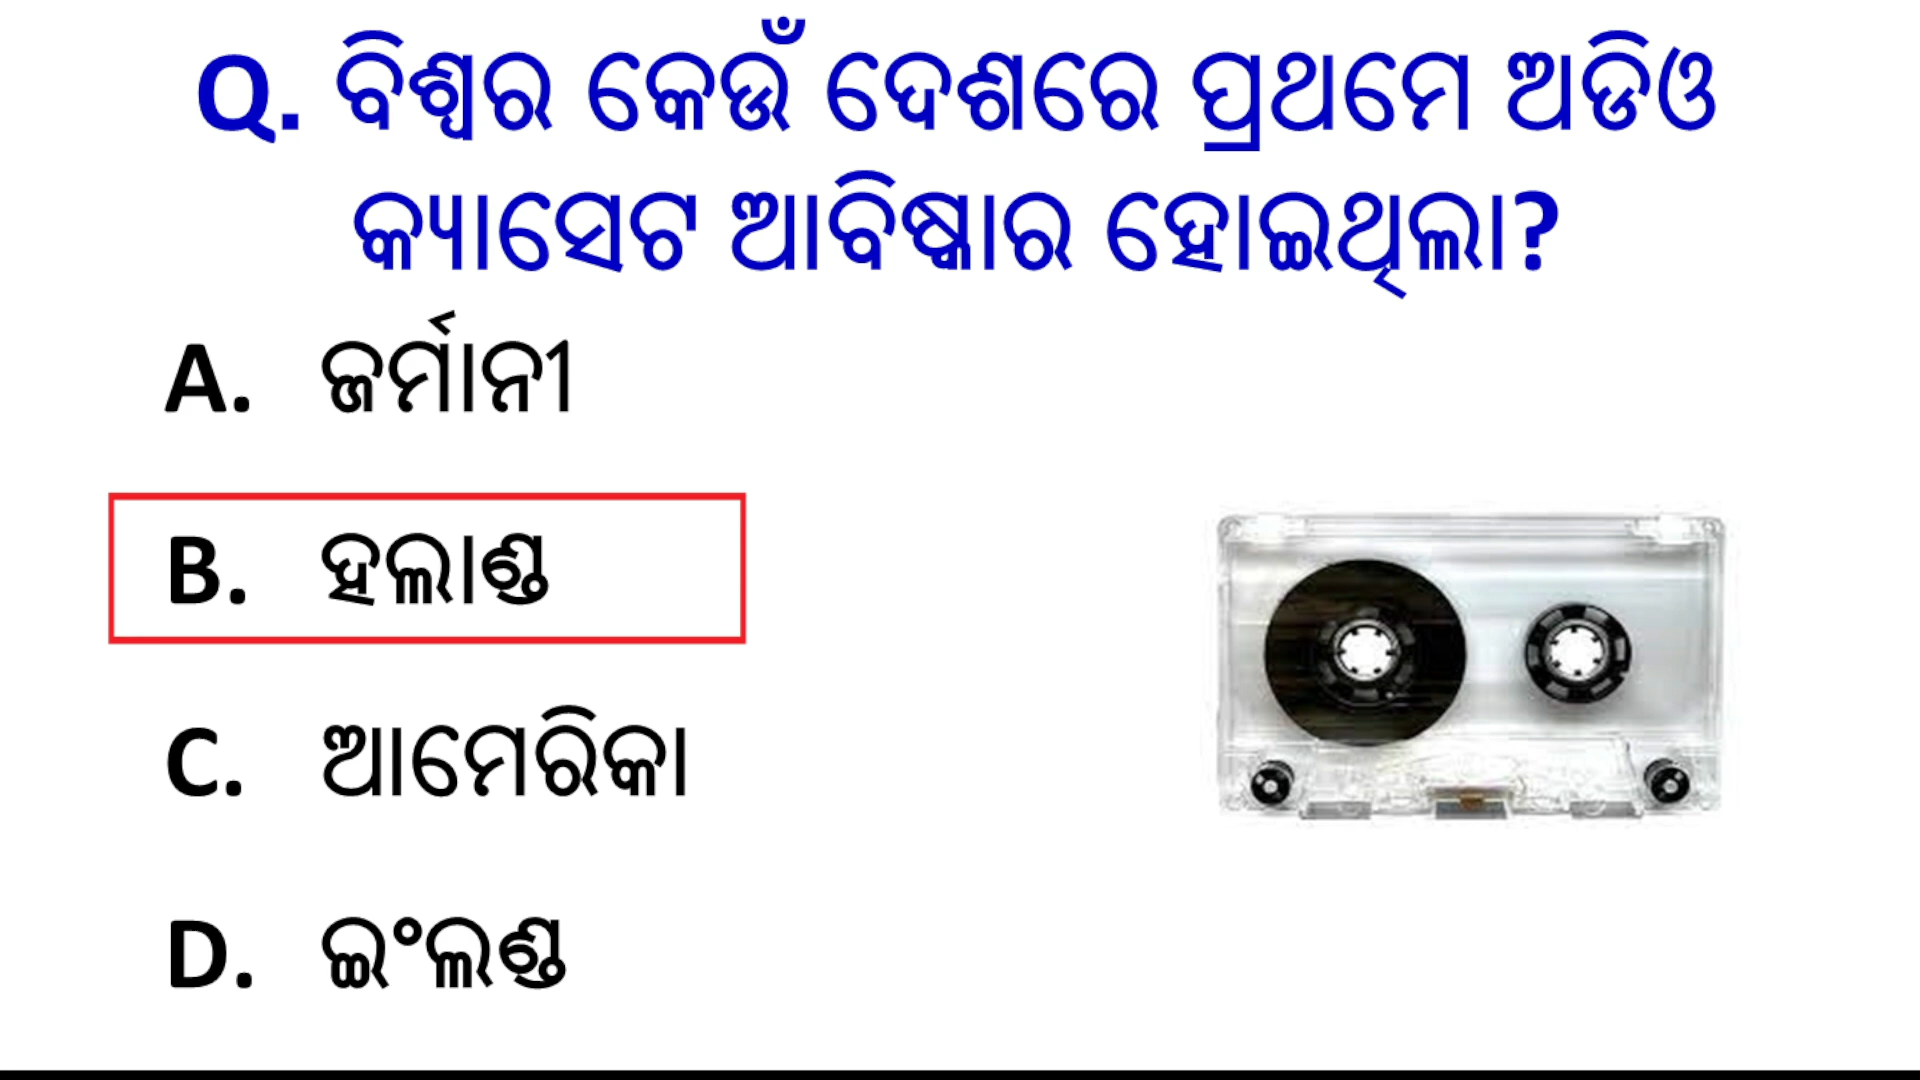 Q. ବିଶ୍ୱର କେଉଁ ଦେଶରେ ପ୍ରଥମେ ଅଡିଓ
କ୍ୟାସେଟ ଆବିଷ୍କାର ହୋଇଥିଲା?
A. ଜର୍ମାନୀ
B. ହଲାଣ୍ଡ
C. ଆମେରିକା
D. ଇଂଲଣ୍ଡ